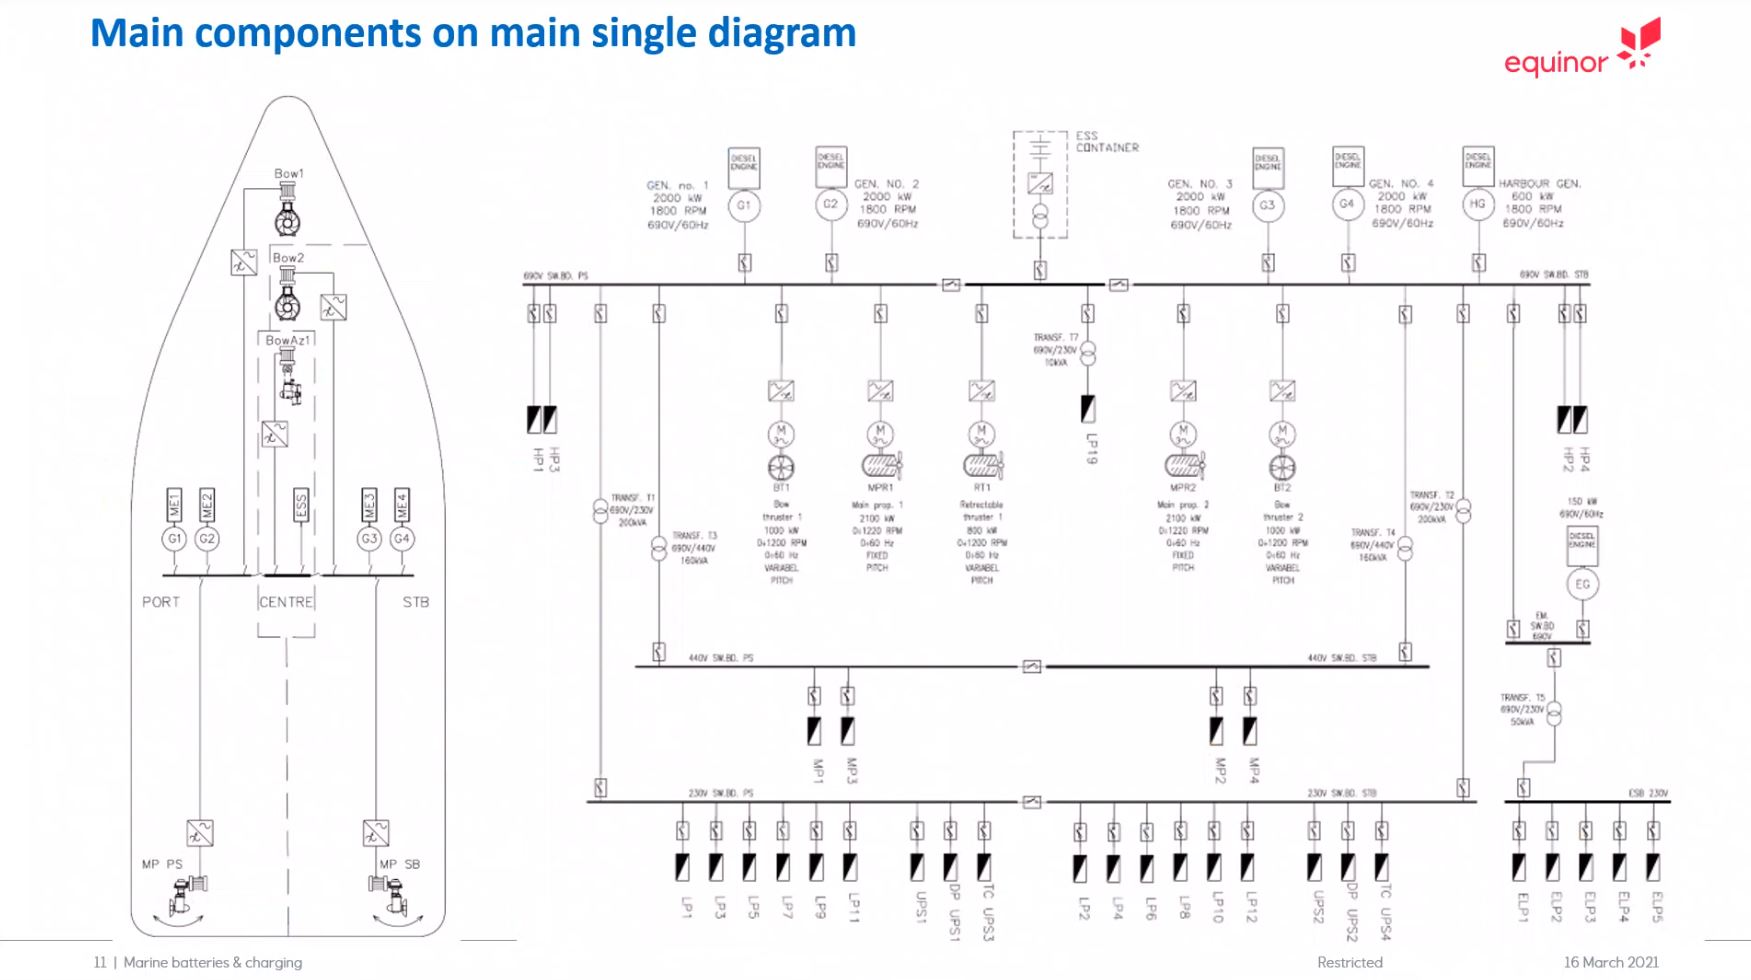 Main components on main single diagram
equinor
Bow1
Bow2
BowAz1
ME1
ME2
ESS
ME3
ME4
G1
G2
G3
G4
PORT
CENTRE
STB
MP PS
MP SB
DIESEL
ENGINE
GEN. no. 1
2000 kW
1800 RPM
690V/60Hz
G1
DIESEL
ENGINE
GEN. NO. 2
2000 kW
1800 RPM
690V/60Hz
G2
ESS
CONTAINER
DIESEL
ENGINE
GEN. NO. 3
2000 kW
1800 RPM
690V/60Hz
G3
DIESEL
ENGINE
GEN. NO. 4
2000 kW
1800 RPM
690V/60Hz
G4
DIESEL
ENGINE
HARBOUR GEN.
600 kW
1800 RPM
690V/60Hz
HG
690V SW.BD. PS
690V SW.BD. STB
HP1
HP3
TRANSF. T1
690V/230V
200kVA
TRANSF. T3
690V/440V
160kVA
M
3~
BT1
Bow
thruster 1
1000 kW
0÷1200 RPM
0÷60 Hz
VARIABEL
PITCH
M
3~
MPR1
Main prop. 1
2100 kW
0÷1220 RPM
0÷60 Hz
FIXED
PITCH
M
3~
RT1
Retrectable
thruster 1
800 kW
0÷1200 RPM
0÷60 Hz
VARIABEL
PITCH
TRANSF. T7
690V/230V
10kVA
LP19
M
3~
MPR2
Main prop. 2
2100 kW
0÷1220 RPM
0÷60 Hz
FIXED
PITCH
M
3~
BT2
Bow
thruster 2
1000 kW
0÷1200 RPM
0÷60 Hz
VARIABEL
PITCH
TRANSF. T4
690V/440V
160kVA
TRANSF. T2
690V/230V
200kVA
HP2
HP4
150 kW
690V/60Hz
DIESEL
ENGINE
EG
EM.
SW.BD
690V
TRANSF. T5
690V/230V
50kVA
440V SW.BD. PS
440V SW.BD. STB
MP1
MP3
MP2
MP4
230V SW.BD. PS
230V SW.BD. STB
ESB 230V
LP1
LP3
LP5
LP7
LP9
LP11
UPS1
DP UPS1
TC UPS3
LP2
LP4
LP6
LP8
LP10
LP12
UPS2
DP UPS2
TC UPS4
ELP1
ELP2
ELP3
ELP4
ELP5
11 | Marine batteries & charging
Restricted
16 March 2021